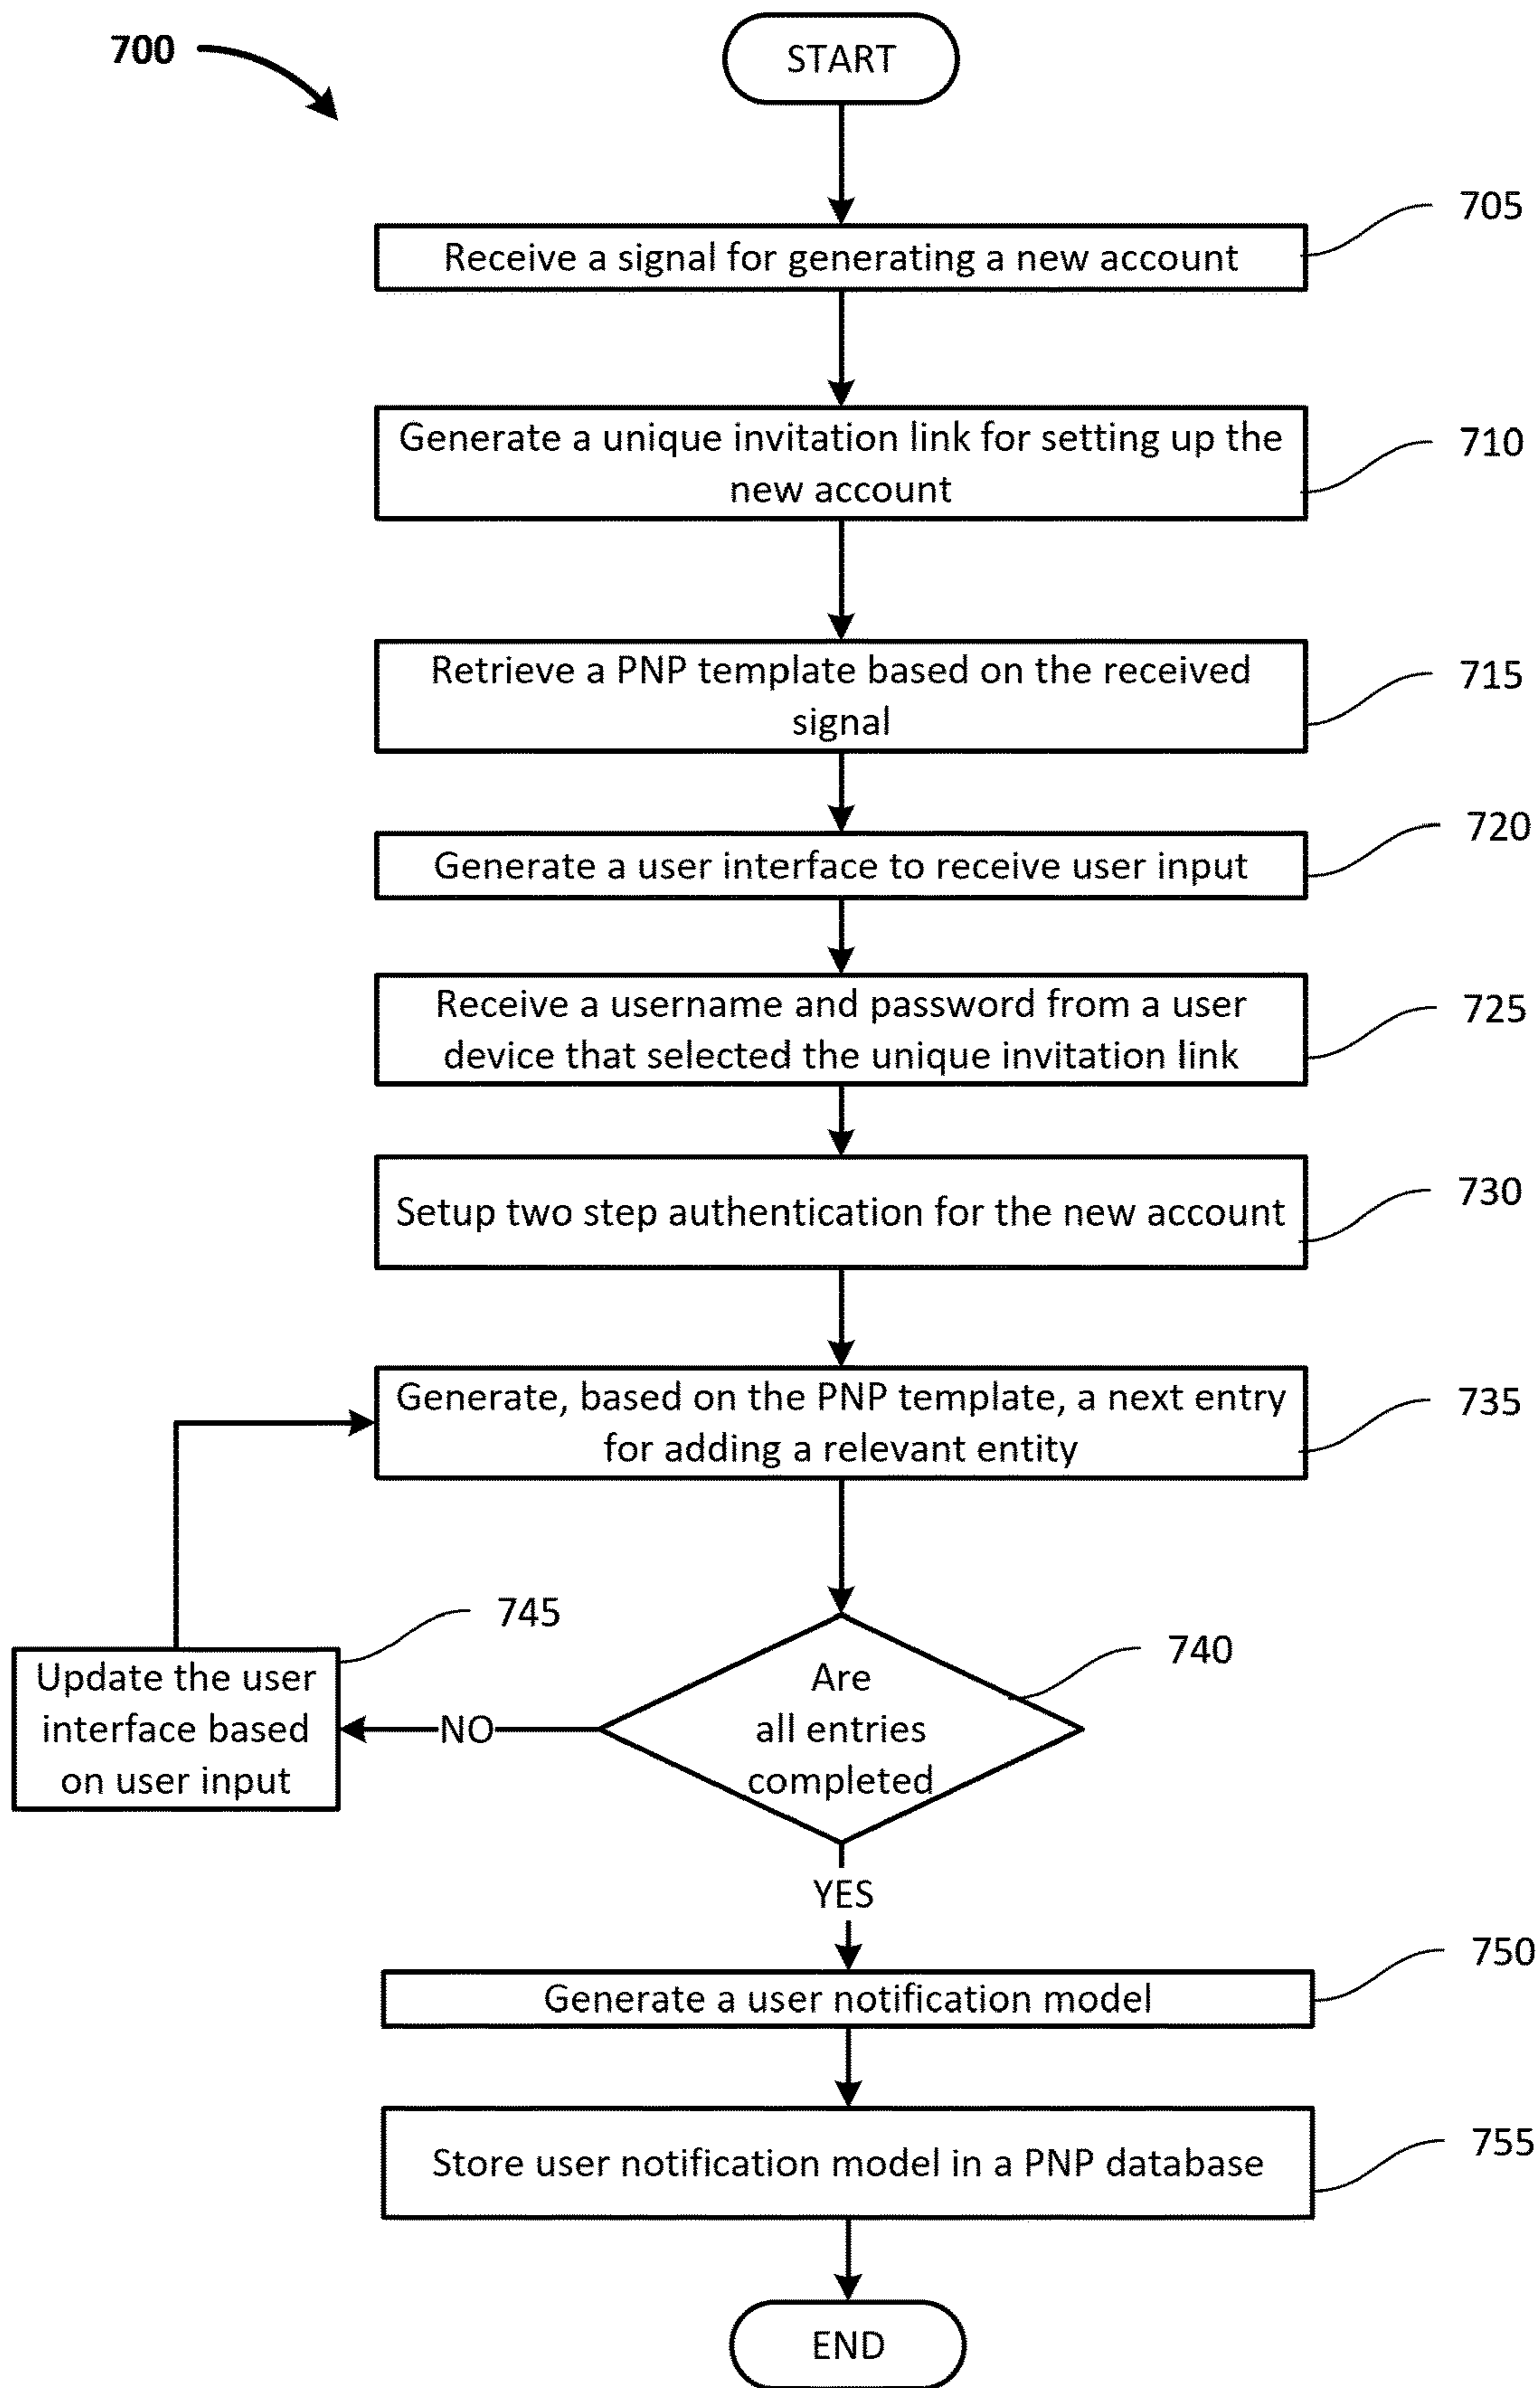 700
START
705
Receive a signal for generating a new account
710
Generate a unique invitation link for setting up the
new account
715
Retrieve a PNP template based on the received
signal
720
Generate a user interface to receive user input
725
Receive a username and password from a user
device that selected the unique invitation link
730
Setup two step authentication for the new account
735
Generate, based on the PNP template, a next entry
for adding a relevant entity
745
740
Update the user
interface based
on user input
NO
Are
all entries
completed
YES
750
Generate a user notification model
755
Store user notification model in a PNP database
END